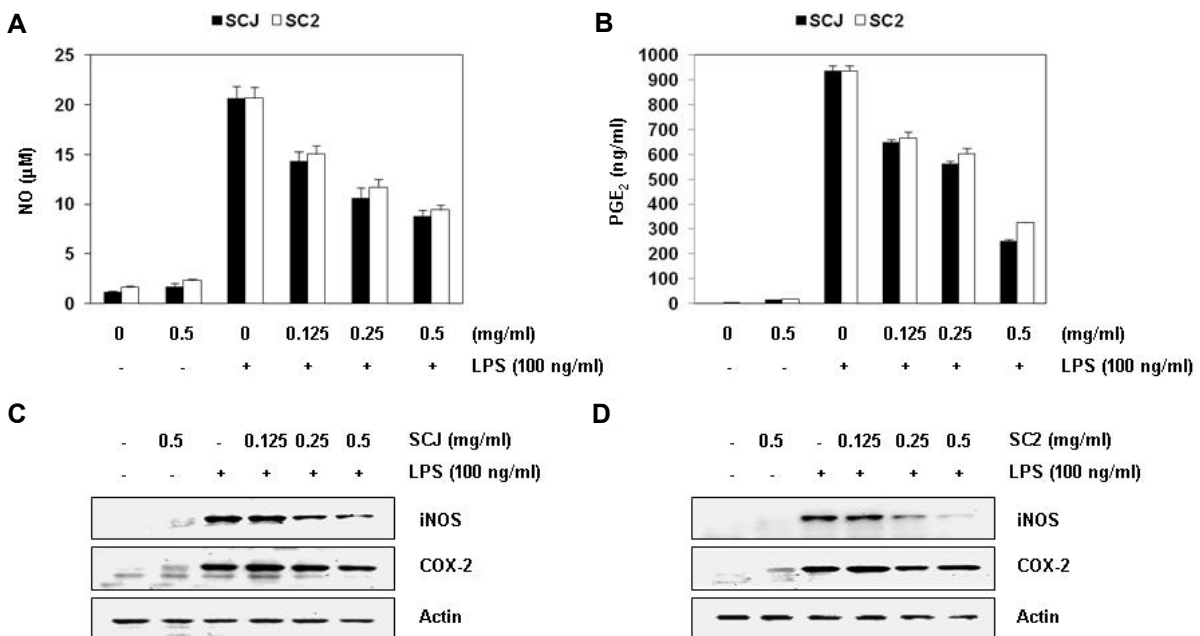 A
■SCJ □SC2
NO (µM)
25
20
15
10
5
0
0 0.5 0 0.125 0.25 0.5 (mg/ml)
- - + + + + LPS (100 ng/ml)
B
■SCJ □SC2
PGE₂ (ng/ml)
1000
900
800
700
600
500
400
300
200
100
0
0 0.5 0 0.125 0.25 0.5 (mg/ml)
- - + + + + LPS (100 ng/ml)
C
- 0.5 - 0.125 0.25 0.5 SCJ (mg/ml)
- - + + + + LPS (100 ng/ml)
iNOS
COX-2
Actin
D
- 0.5 - 0.125 0.25 0.5 SC2 (mg/ml)
- - + + + + LPS (100 ng/ml)
iNOS
COX-2
Actin